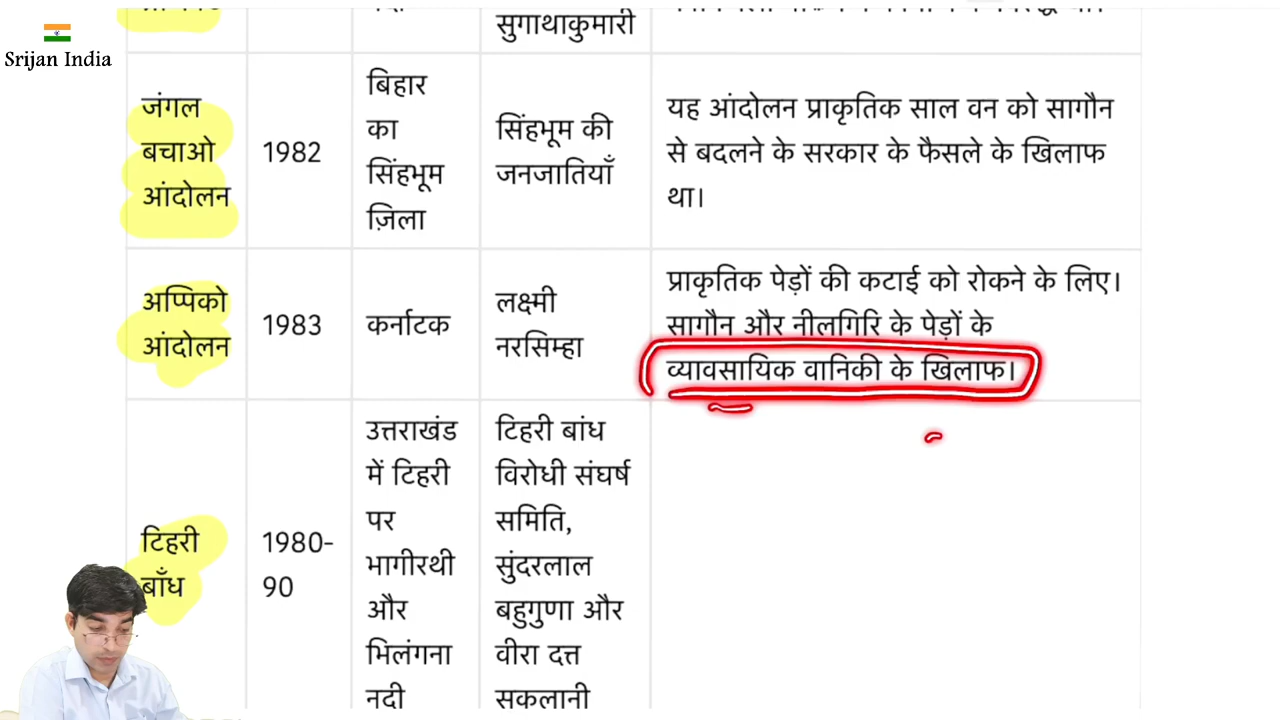 Srijan India
सुगाथाकुमारी
जंगल
बचाओ
आंदोलन
1982
बिहार
का
सिंहभूम
ज़िला
सिंहभूम की
जनजातियाँ
यह आंदोलन प्राकृतिक साल वन को सागौन
से बदलने के सरकार के फैसले के खिलाफ
था।
अप्पिको
आंदोलन
1983
कर्नाटक
लक्ष्मी
नरसिम्हा
प्राकृतिक पेड़ों की कटाई को रोकने के लिए।
सागौन और नीलगिरि के पेड़ों के
व्यावसायिक वानिकी के खिलाफ।
टिहरी
बाँध
1980-
90
उत्तराखंड
में टिहरी
पर
भागीरथी
और
भिलंगना
नदी
टिहरी बांध
विरोधी संघर्ष
समिति,
सुंदरलाल
बहुगुणा और
वीरा दत्त
सकलानी